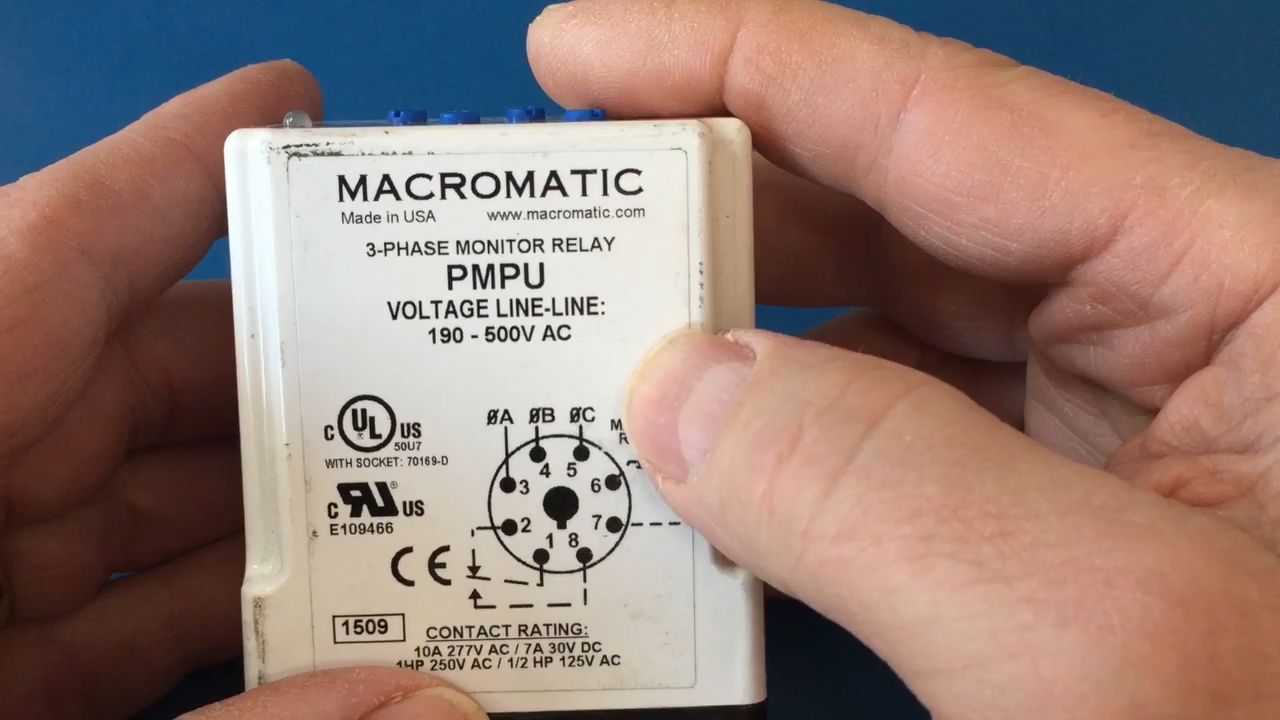 MACROMATIC
Made in USA www.macromatic.com
3-PHASE MONITOR RELAY
PMPU
VOLTAGE LINE-LINE:
190 - 500V AC
C UL US
50U7
WITH SOCKET: 70169-D
C RU® US
E109466
CE
ØA ØB ØC
4 5
3 6
2 7
1 8
1509
CONTACT RATING:
10A 277V AC / 7A 30V DC
1HP 250V AC / 1/2 HP 125V AC